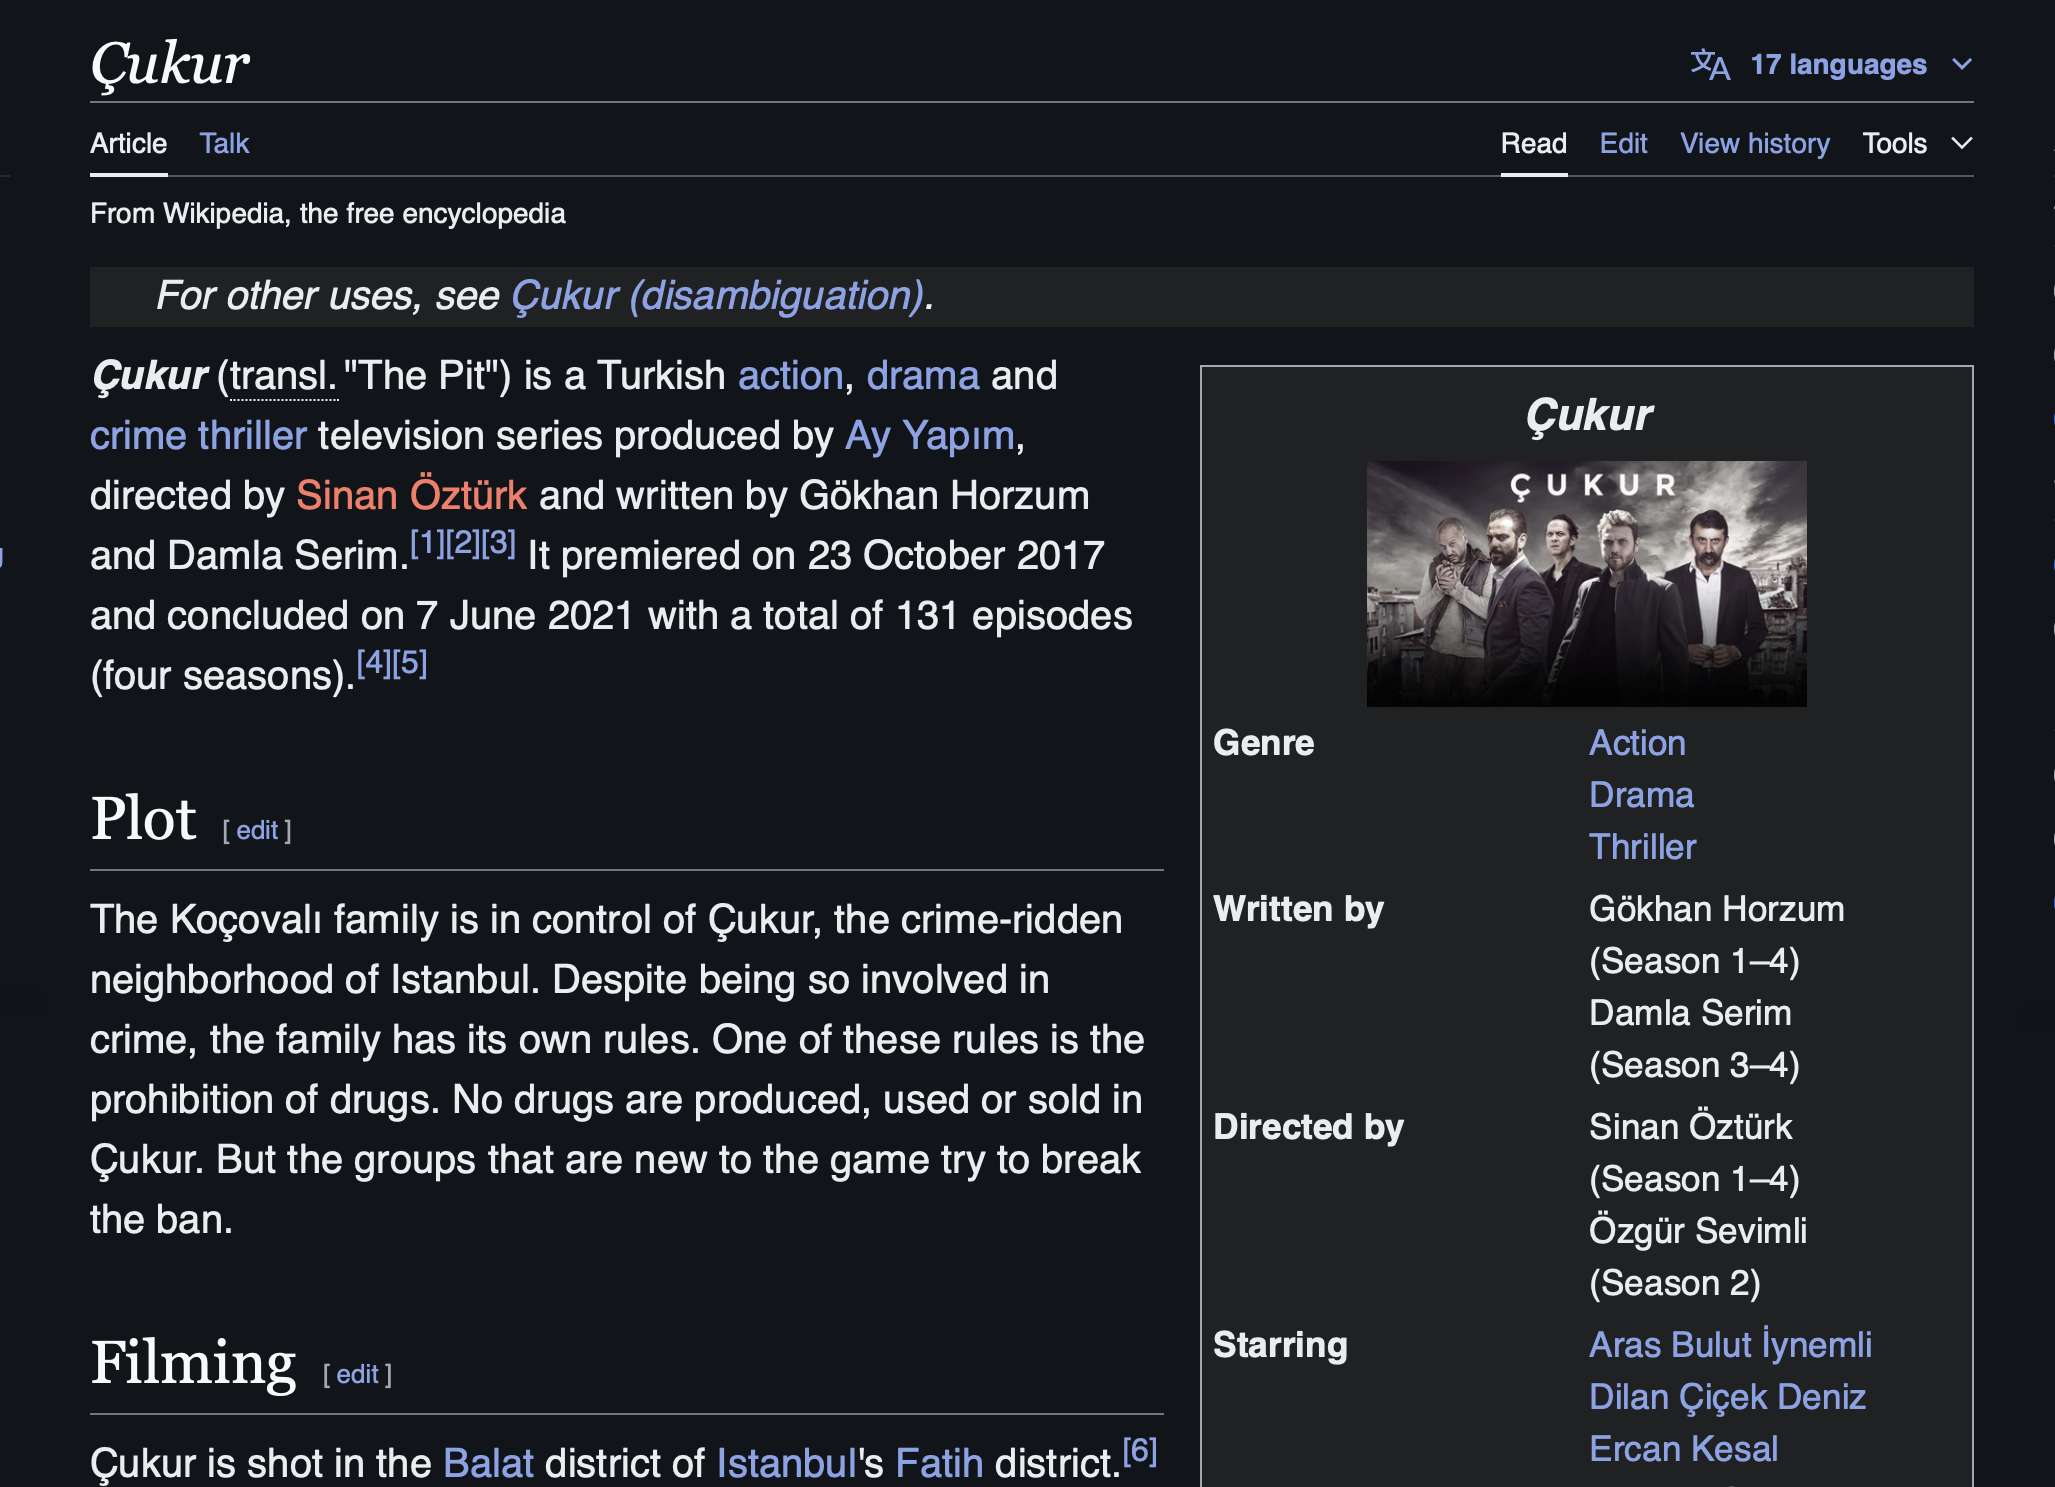 Çukur
17 languages
Article Talk
Read Edit View history Tools
From Wikipedia, the free encyclopedia
For other uses, see Çukur (disambiguation).
Çukur (transl. "The Pit") is a Turkish action, drama and
crime thriller television series produced by Ay Yapım,
directed by Sinan Öztürk and written by Gökhan Horzum
and Damla Serim.[1][2][3] It premiered on 23 October 2017
and concluded on 7 June 2021 with a total of 131 episodes
(four seasons).[4][5]
Plot [ edit ]
The Koçovalı family is in control of Çukur, the crime-ridden
neighborhood of Istanbul. Despite being so involved in
crime, the family has its own rules. One of these rules is the
prohibition of drugs. No drugs are produced, used or sold in
Çukur. But the groups that are new to the game try to break
the ban.
Filming [ edit ]
Çukur is shot in the Balat district of Istanbul's Fatih district.[6]
Çukur
ÇUKUR
Genre Action
Drama
Thriller
Written by Gökhan Horzum
(Season 1–4)
Damla Serim
(Season 3–4)
Directed by Sinan Öztürk
(Season 1–4)
Özgür Sevimli
(Season 2)
Starring Aras Bulut İynemli
Dilan Çiçek Deniz
Ercan Kesal